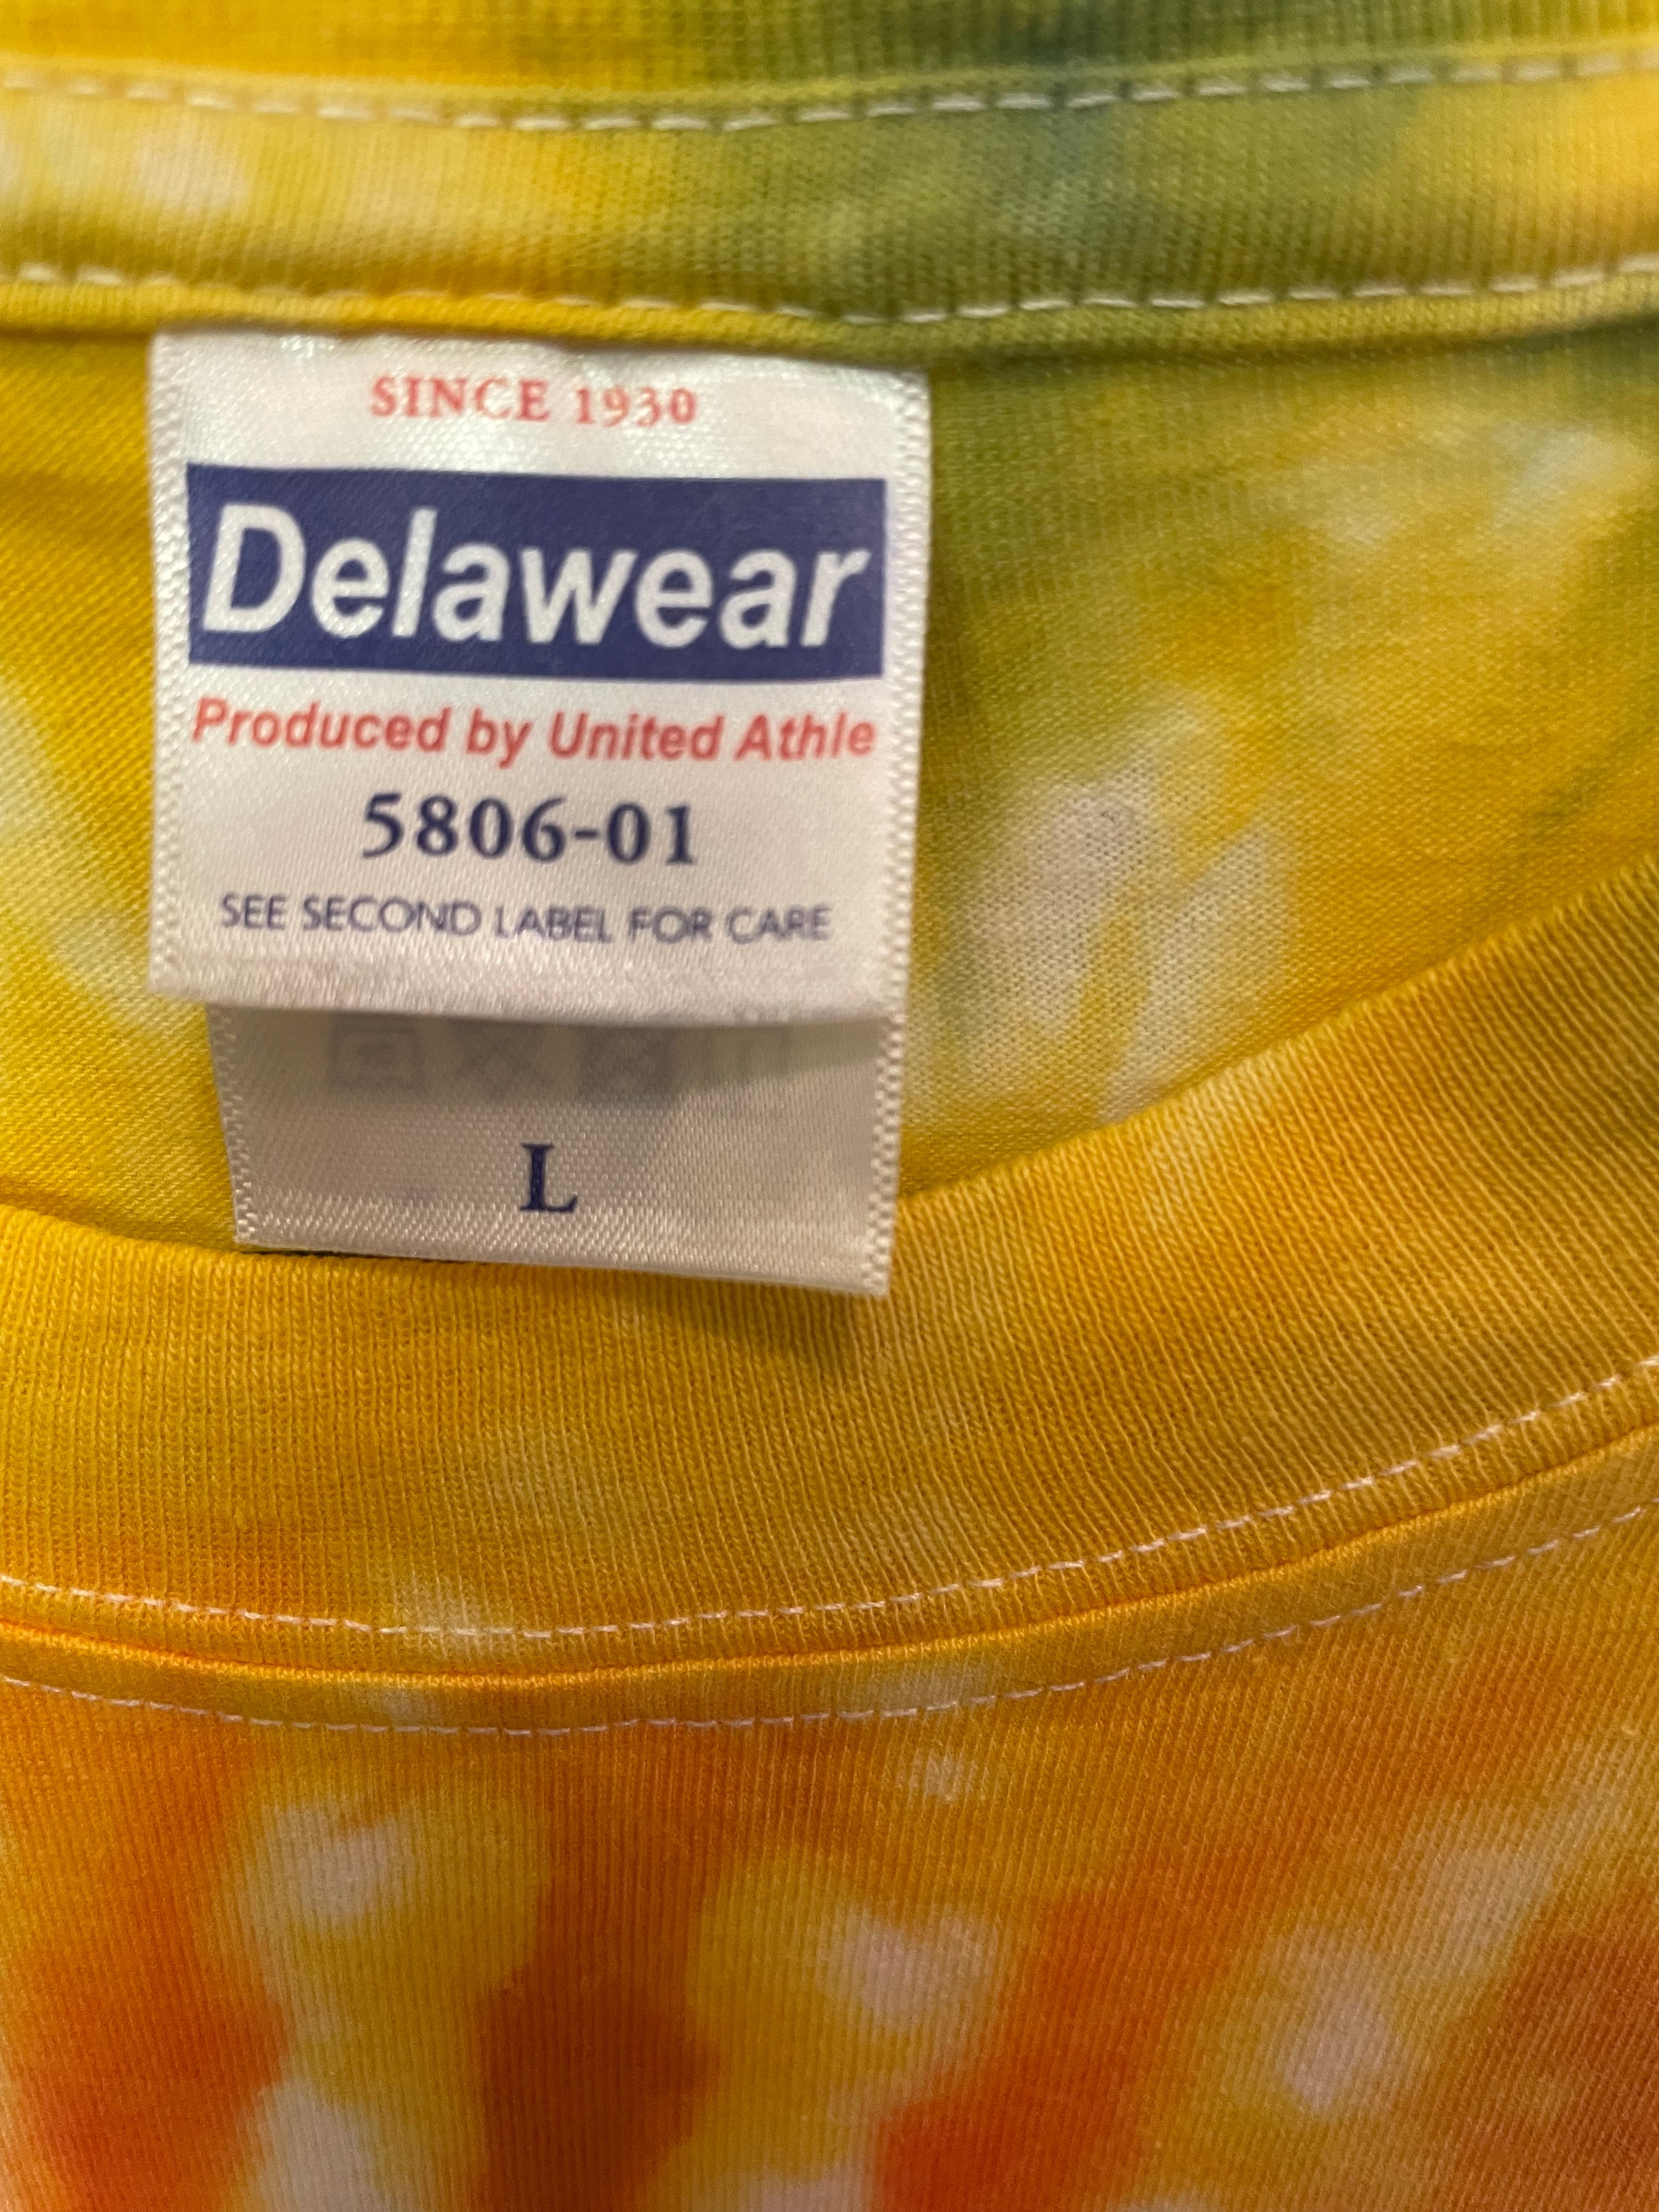 SINCE 1930
Delawear
Produced by United Athle
5806-01
SEE SECOND LABEL FOR CARE
L